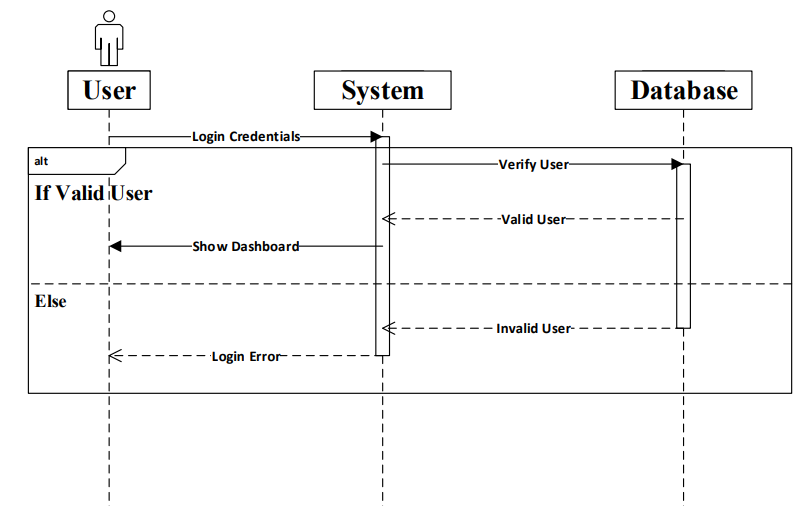 User
System
Database
Login Credentials
alt
Verify User
If Valid User
Valid User
Show Dashboard
Else
Invalid User
Login Error